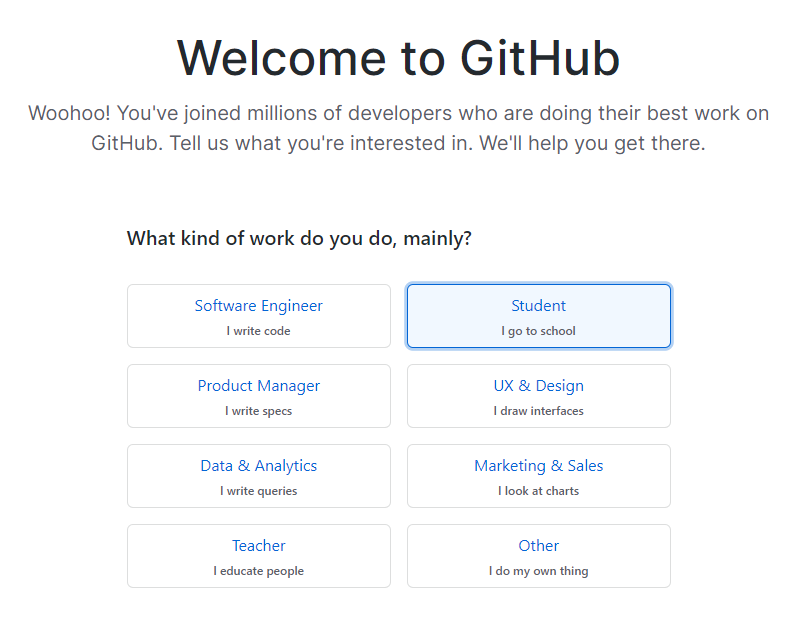 Welcome to GitHub
Woohoo! You've joined millions of developers who are doing their best work on
GitHub. Tell us what you're interested in. We'll help you get there.
What kind of work do you do, mainly?
Software Engineer
I write code
Student
I go to school
Product Manager
I write specs
UX & Design
I draw interfaces
Data & Analytics
I write queries
Marketing & Sales
I look at charts
Teacher
I educate people
Other
I do my own thing